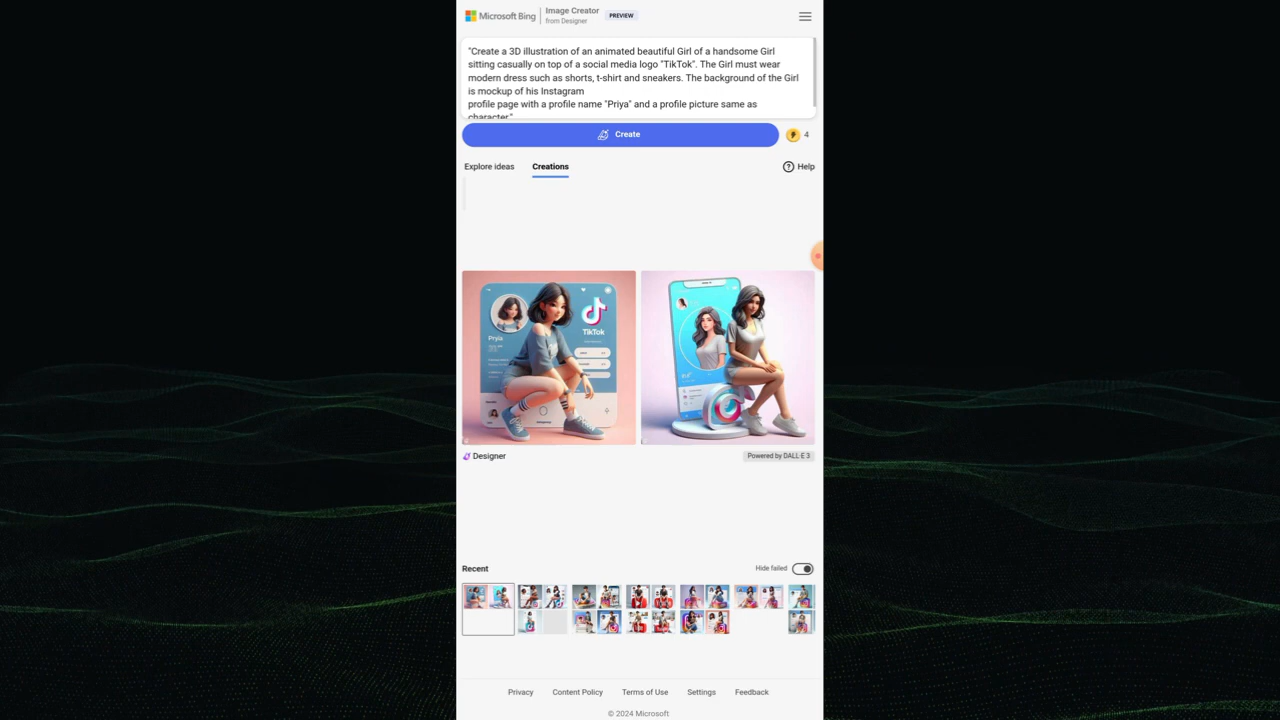 Microsoft Bing
Image Creator
from Designer
PREVIEW
"Create a 3D illustration of an animated beautiful Girl of a handsome Girl
sitting casually on top of a social media logo "TikTok". The Girl must wear
modern dress such as shorts, t-shirt and sneakers. The background of the Girl
is mockup of his Instagram
profile page with a profile name "Priya" and a profile picture same as
character"
Create
4
Explore ideas
Creations
Help
TikTok
Pryia
Designer
Powered by DALL·E 3
Recent
Hide failed
Privacy
Content Policy
Terms of Use
Settings
Feedback
© 2024 Microsoft